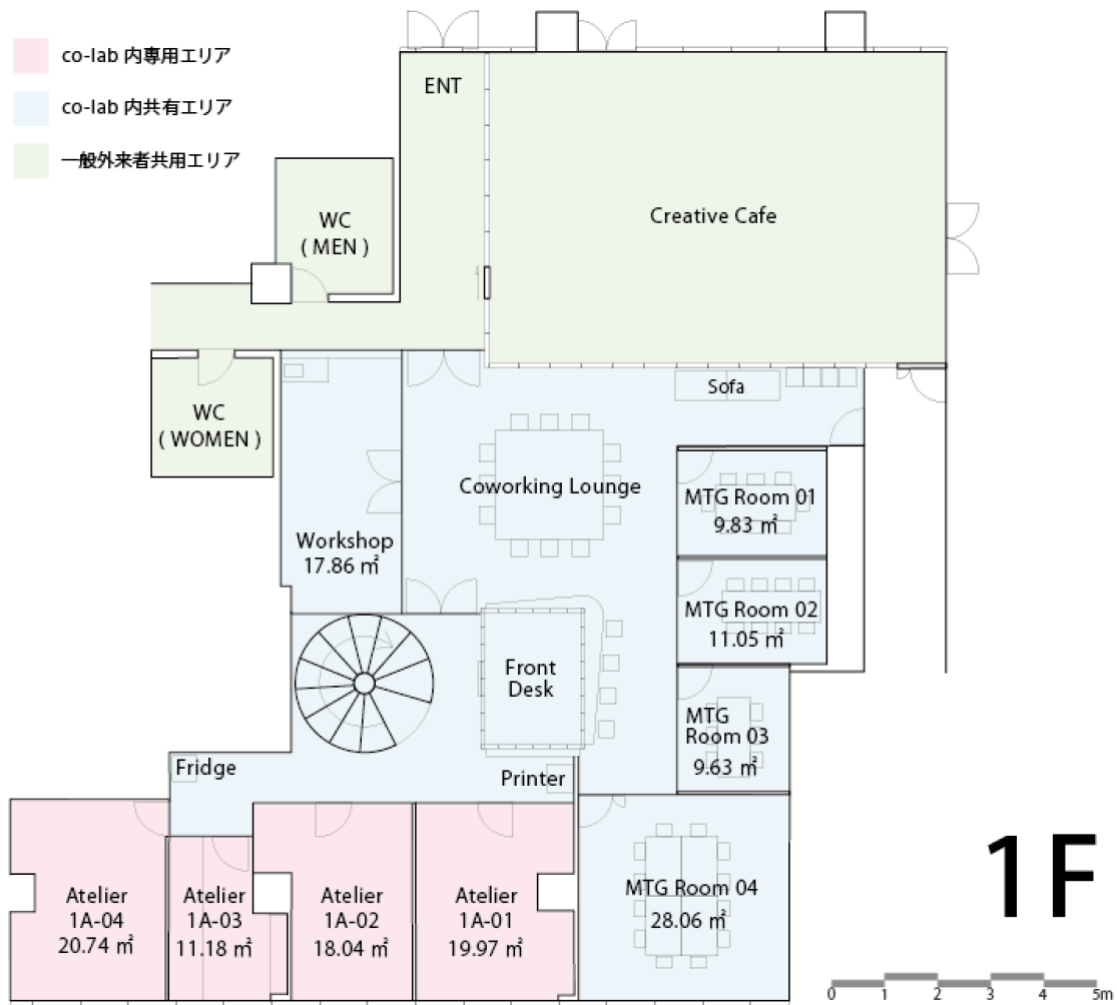 co-lab 内専用エリア
co-lab 内共有エリア
一般外来者共用エリア
ENT
WC
( MEN )
Creative Cafe
WC
( WOMEN )
Sofa
Coworking Lounge
MTG Room 01
9.83 ㎡
Workshop
17.86 ㎡
MTG Room 02
11.05 ㎡
Front
Desk
MTG
Room 03
9.63 ㎡
Fridge
Printer
Atelier
1A-04
20.74 ㎡
Atelier
1A-03
11.18 ㎡
Atelier
1A-02
18.04 ㎡
Atelier
1A-01
19.97 ㎡
MTG Room 04
28.06 ㎡
1F
0 1 2 3 4 5m